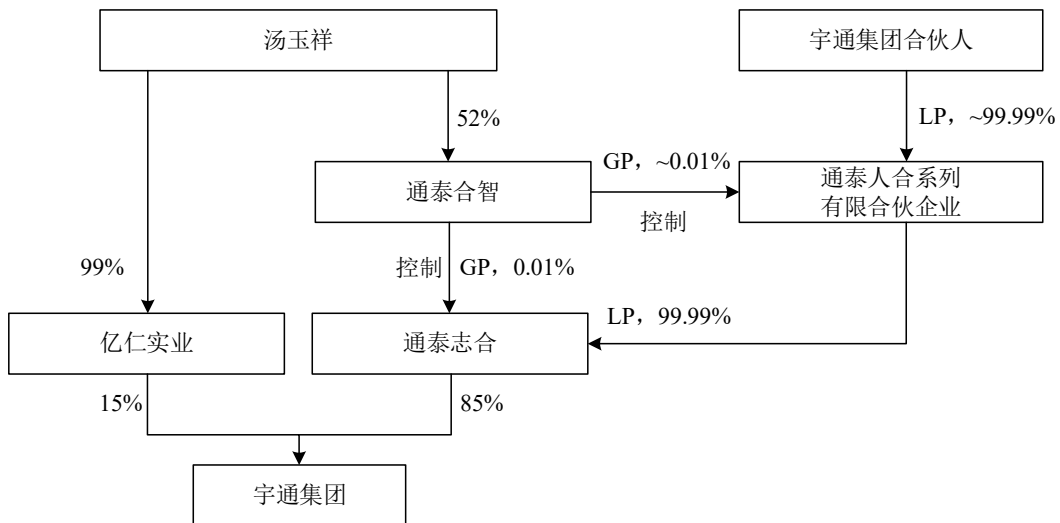 汤玉祥
宇通集团合伙人
52%
LP，~99.99%
GP，~0.01%
通泰合智
通泰人合系列
有限合伙企业
控制
99%
控制
GP，0.01%
LP，99.99%
亿仁实业
通泰志合
15%
85%
宇通集团